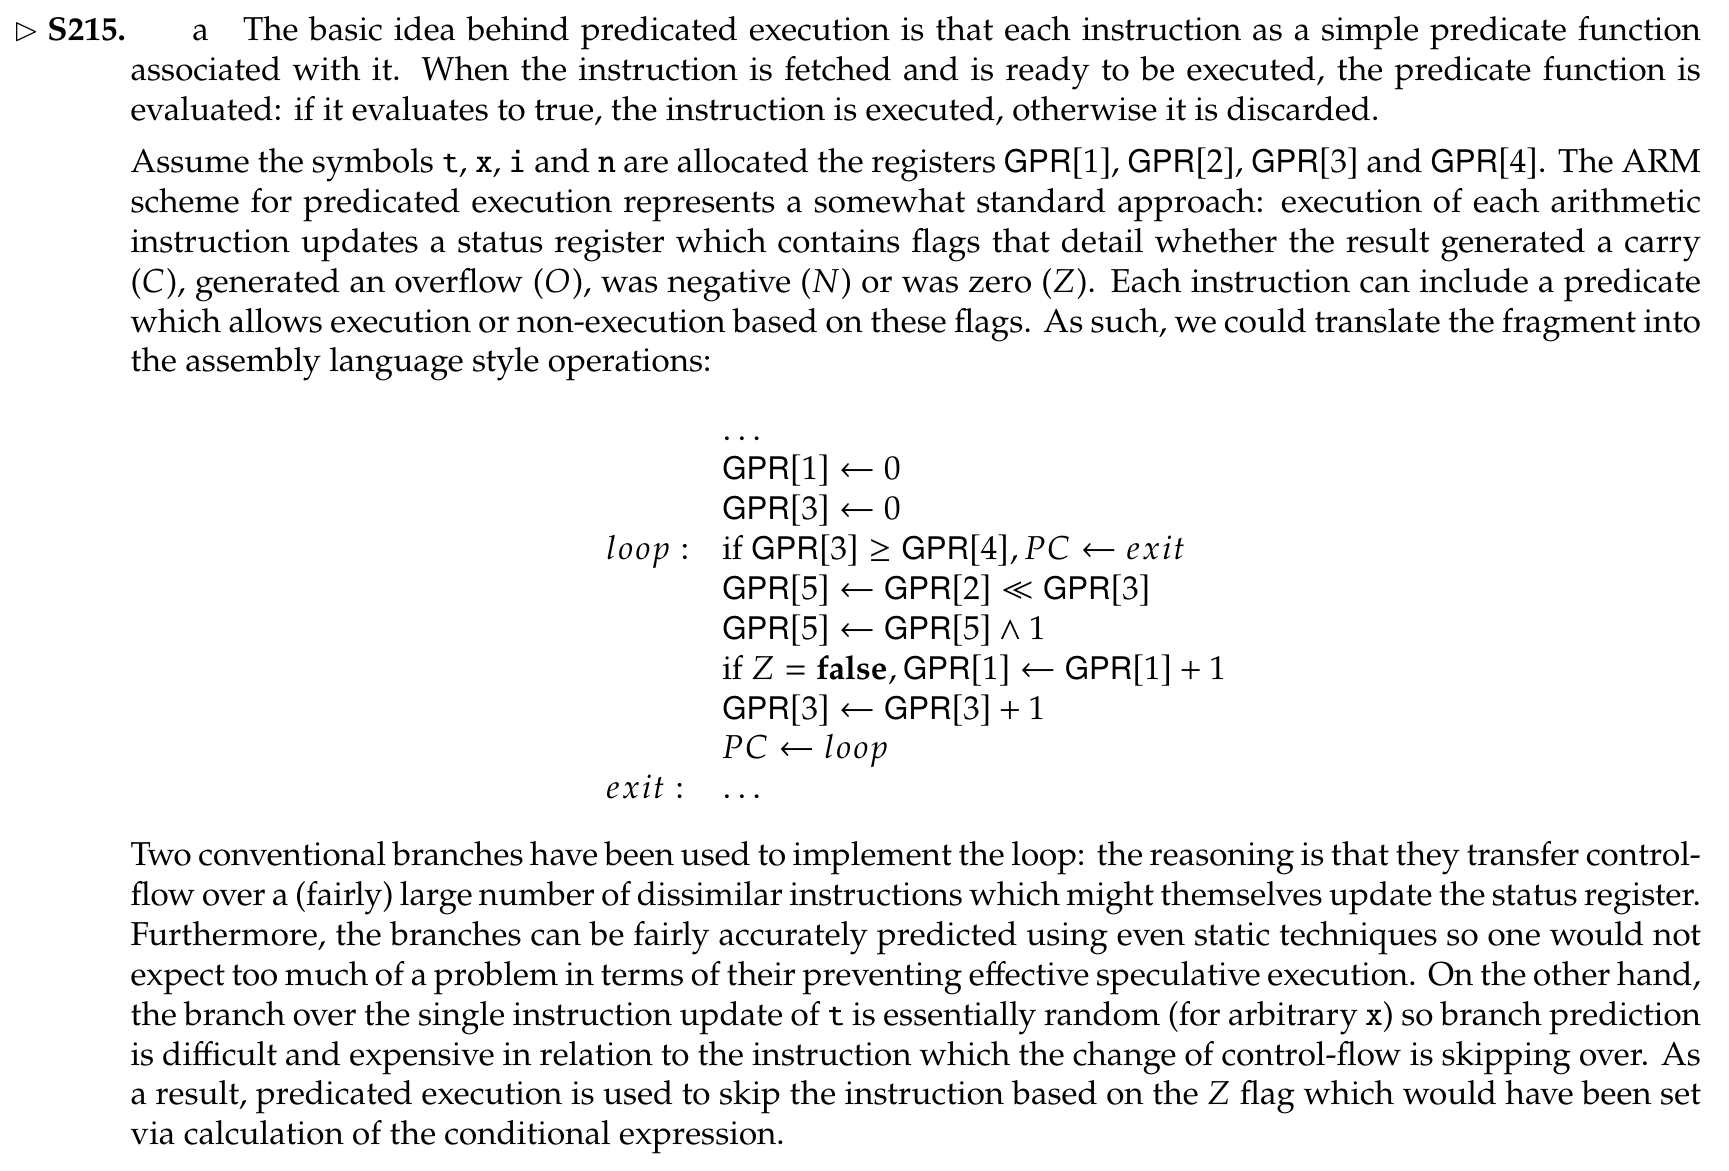 ▷ S215. a The basic idea behind predicated execution is that each instruction as a simple predicate function
associated with it. When the instruction is fetched and is ready to be executed, the predicate function is
evaluated: if it evaluates to true, the instruction is executed, otherwise it is discarded.
Assume the symbols t, x, i and n are allocated the registers GPR[1], GPR[2], GPR[3] and GPR[4]. The ARM
scheme for predicated execution represents a somewhat standard approach: execution of each arithmetic
instruction updates a status register which contains flags that detail whether the result generated a carry
(C), generated an overflow (O), was negative (N) or was zero (Z). Each instruction can include a predicate
which allows execution or non-execution based on these flags. As such, we could translate the fragment into
the assembly language style operations:
...
GPR[1] ← 0
GPR[3] ← 0
loop : if GPR[3] ≥ GPR[4], PC ← exit
GPR[5] ← GPR[2] ≪ GPR[3]
GPR[5] ← GPR[5] ∧ 1
if Z = false, GPR[1] ← GPR[1] + 1
GPR[3] ← GPR[3] + 1
PC ← loop
exit : ...
Two conventional branches have been used to implement the loop: the reasoning is that they transfer control-
flow over a (fairly) large number of dissimilar instructions which might themselves update the status register.
Furthermore, the branches can be fairly accurately predicted using even static techniques so one would not
expect too much of a problem in terms of their preventing effective speculative execution. On the other hand,
the branch over the single instruction update of t is essentially random (for arbitrary x) so branch prediction
is difficult and expensive in relation to the instruction which the change of control-flow is skipping over. As
a result, predicated execution is used to skip the instruction based on the Z flag which would have been set
via calculation of the conditional expression.